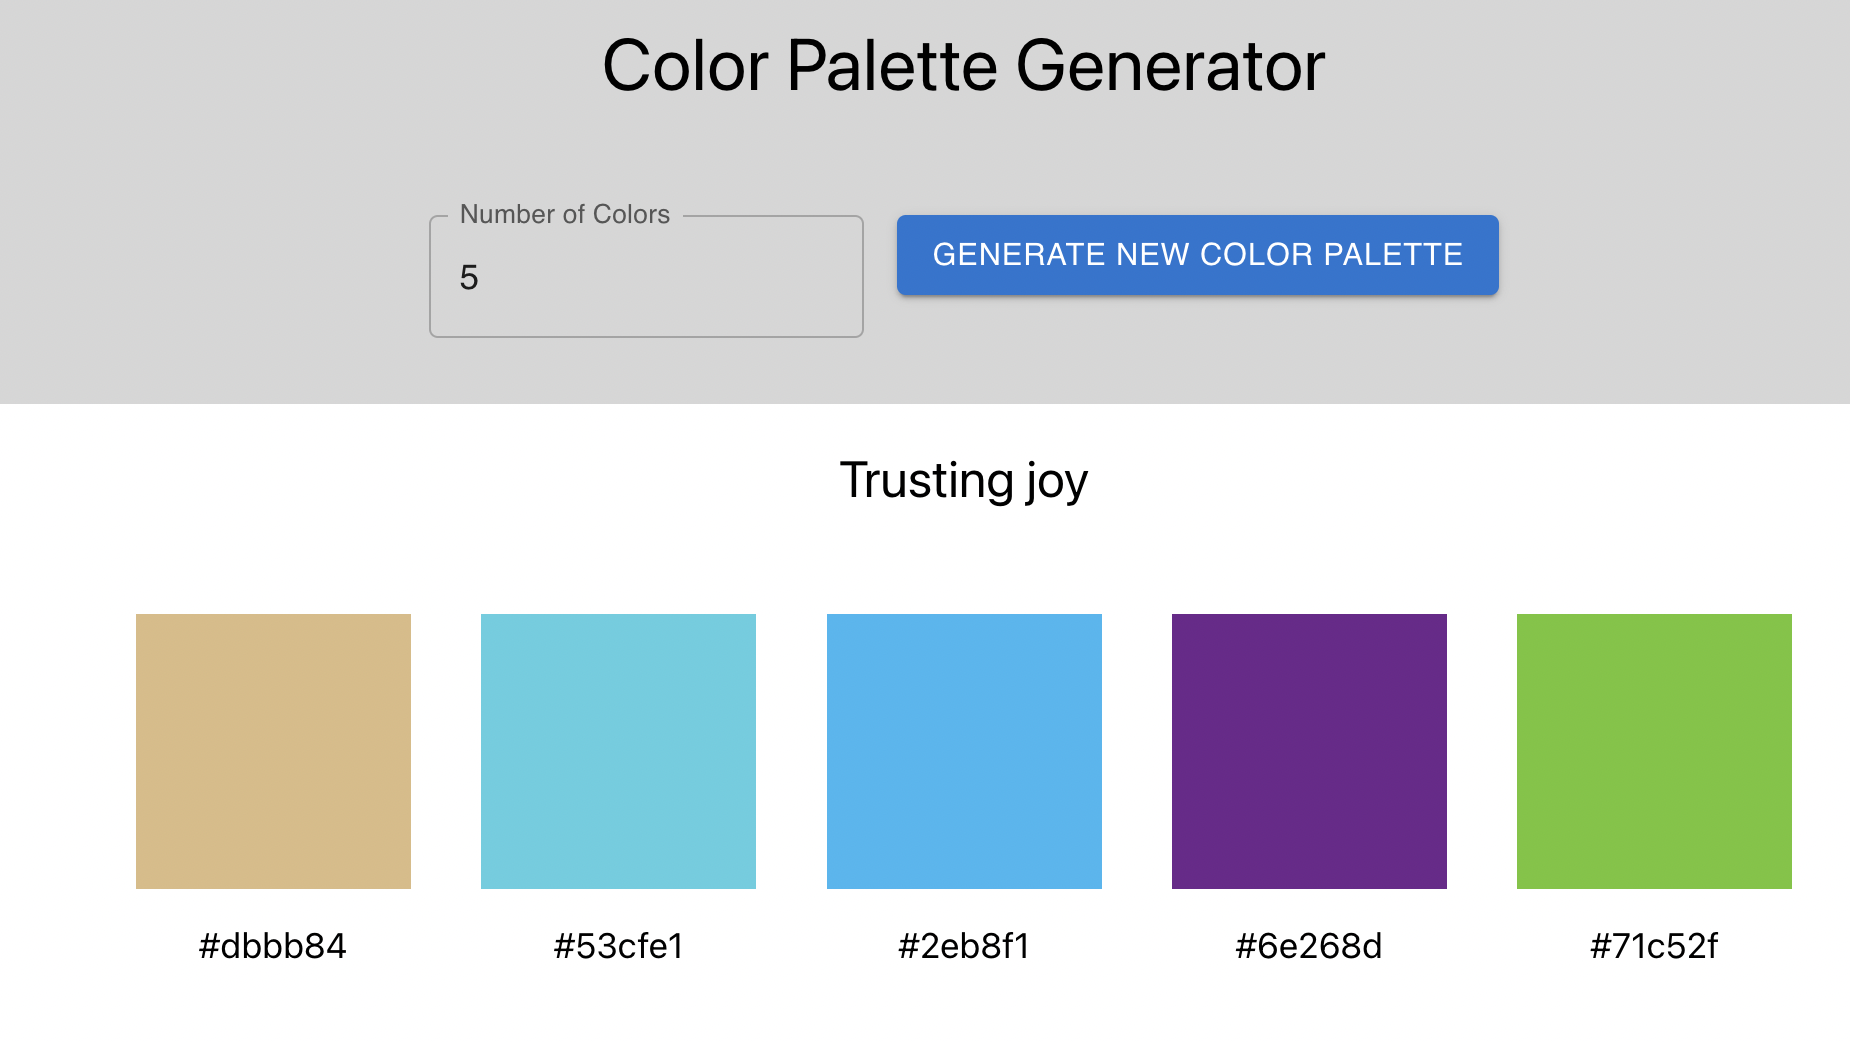 Color Palette Generator
Number of Colors
5
GENERATE NEW COLOR PALETTE
Trusting joy
#dbbb84
#53cfe1
#2eb8f1
#6e268d
#71c52f